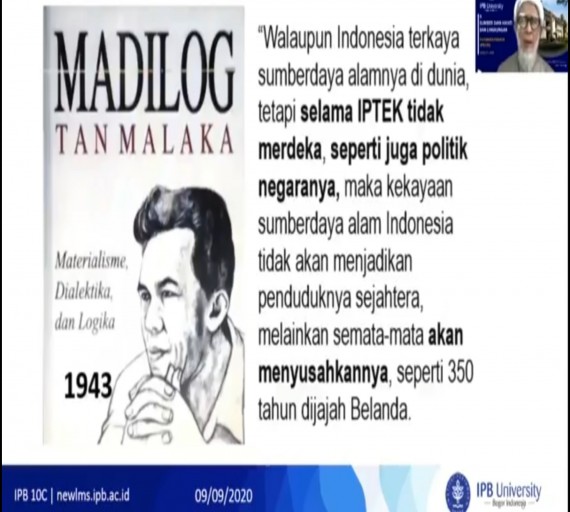 MADILOG
TAN MALAKA
Materialisme,
Dialektika,
dan Logika
1943
“Walaupun Indonesia terkaya
sumberdaya alamnya di dunia,
tetapi selama IPTEK tidak
merdeka, seperti juga politik
negaranya, maka kekayaan
sumberdaya alam Indonesia
tidak akan menjadikan
penduduknya sejahtera,
melainkan semata-mata akan
menyusahkannya, seperti 350
tahun dijajah Belanda.
IPB 10C | newlms.ipb.ac.id
09/09/2020
IPB University
Bogor Indonesia